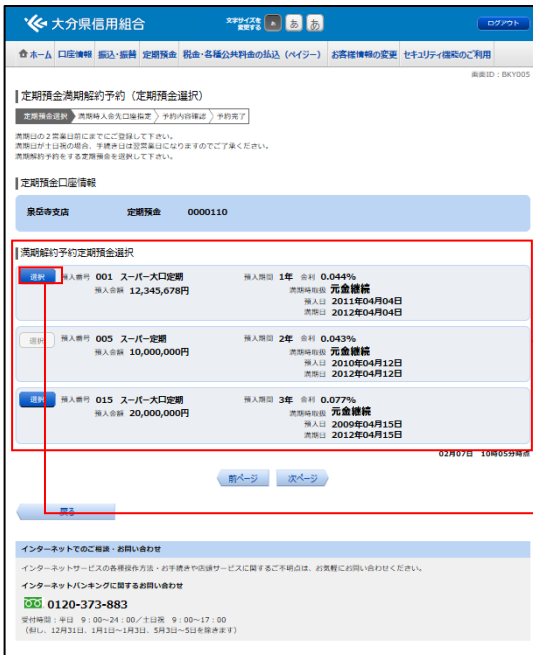 大分県信用組合
文字サイズを変更する
あ
あ
ログアウト
ホーム 口座情報 振込・振替 定期預金 税金・各種公共料金の払込（ペイジー） お客様情報の変更 セキュリティ機能のご利用
画面ID：BKY005
定期預金満期解約予約（定期預金選択）
定期預金選択 満期時入金先口座指定 予約内容確認 予約完了
満期日の２営業日前にまでにご登録して下さい。
満期日が土日祝の場合、手続き日は翌営業日になりますのでご了承ください。
満期解約予約をする定期預金を選択して下さい。
定期預金口座情報
泉岳寺支店 定期預金 0000110
満期解約予約定期預金選択
選択 預入番号 001 スーパー大口定期 預入期間 1年 金利 0.044%
預入金額 12,345,678円 満期時取扱 元金継続
預入日 2011年04月04日
満期日 2012年04月04日
選択 預入番号 005 スーパー定期 預入期間 2年 金利 0.043%
預入金額 10,000,000円 満期時取扱 元金継続
預入日 2010年04月12日
満期日 2012年04月12日
選択 預入番号 015 スーパー大口定期 預入期間 3年 金利 0.077%
預入金額 20,000,000円 満期時取扱 元金継続
預入日 2009年04月15日
満期日 2012年04月15日
02月07日 10時05分時点
前ページ 次ページ
戻る
インターネットでのご相談・お問い合わせ
インターネットサービスの各種操作方法・お手続きや店頭サービスに関するご不明点は、お気軽にお問い合わせください。
インターネットバンキングに関するお問い合わせ
0120-373-883
受付時間：平日 9：00～24：00／土日祝 9：00～17：00
（但し、12月31日、1月1日～1月3日、5月3日～5日を除きます）